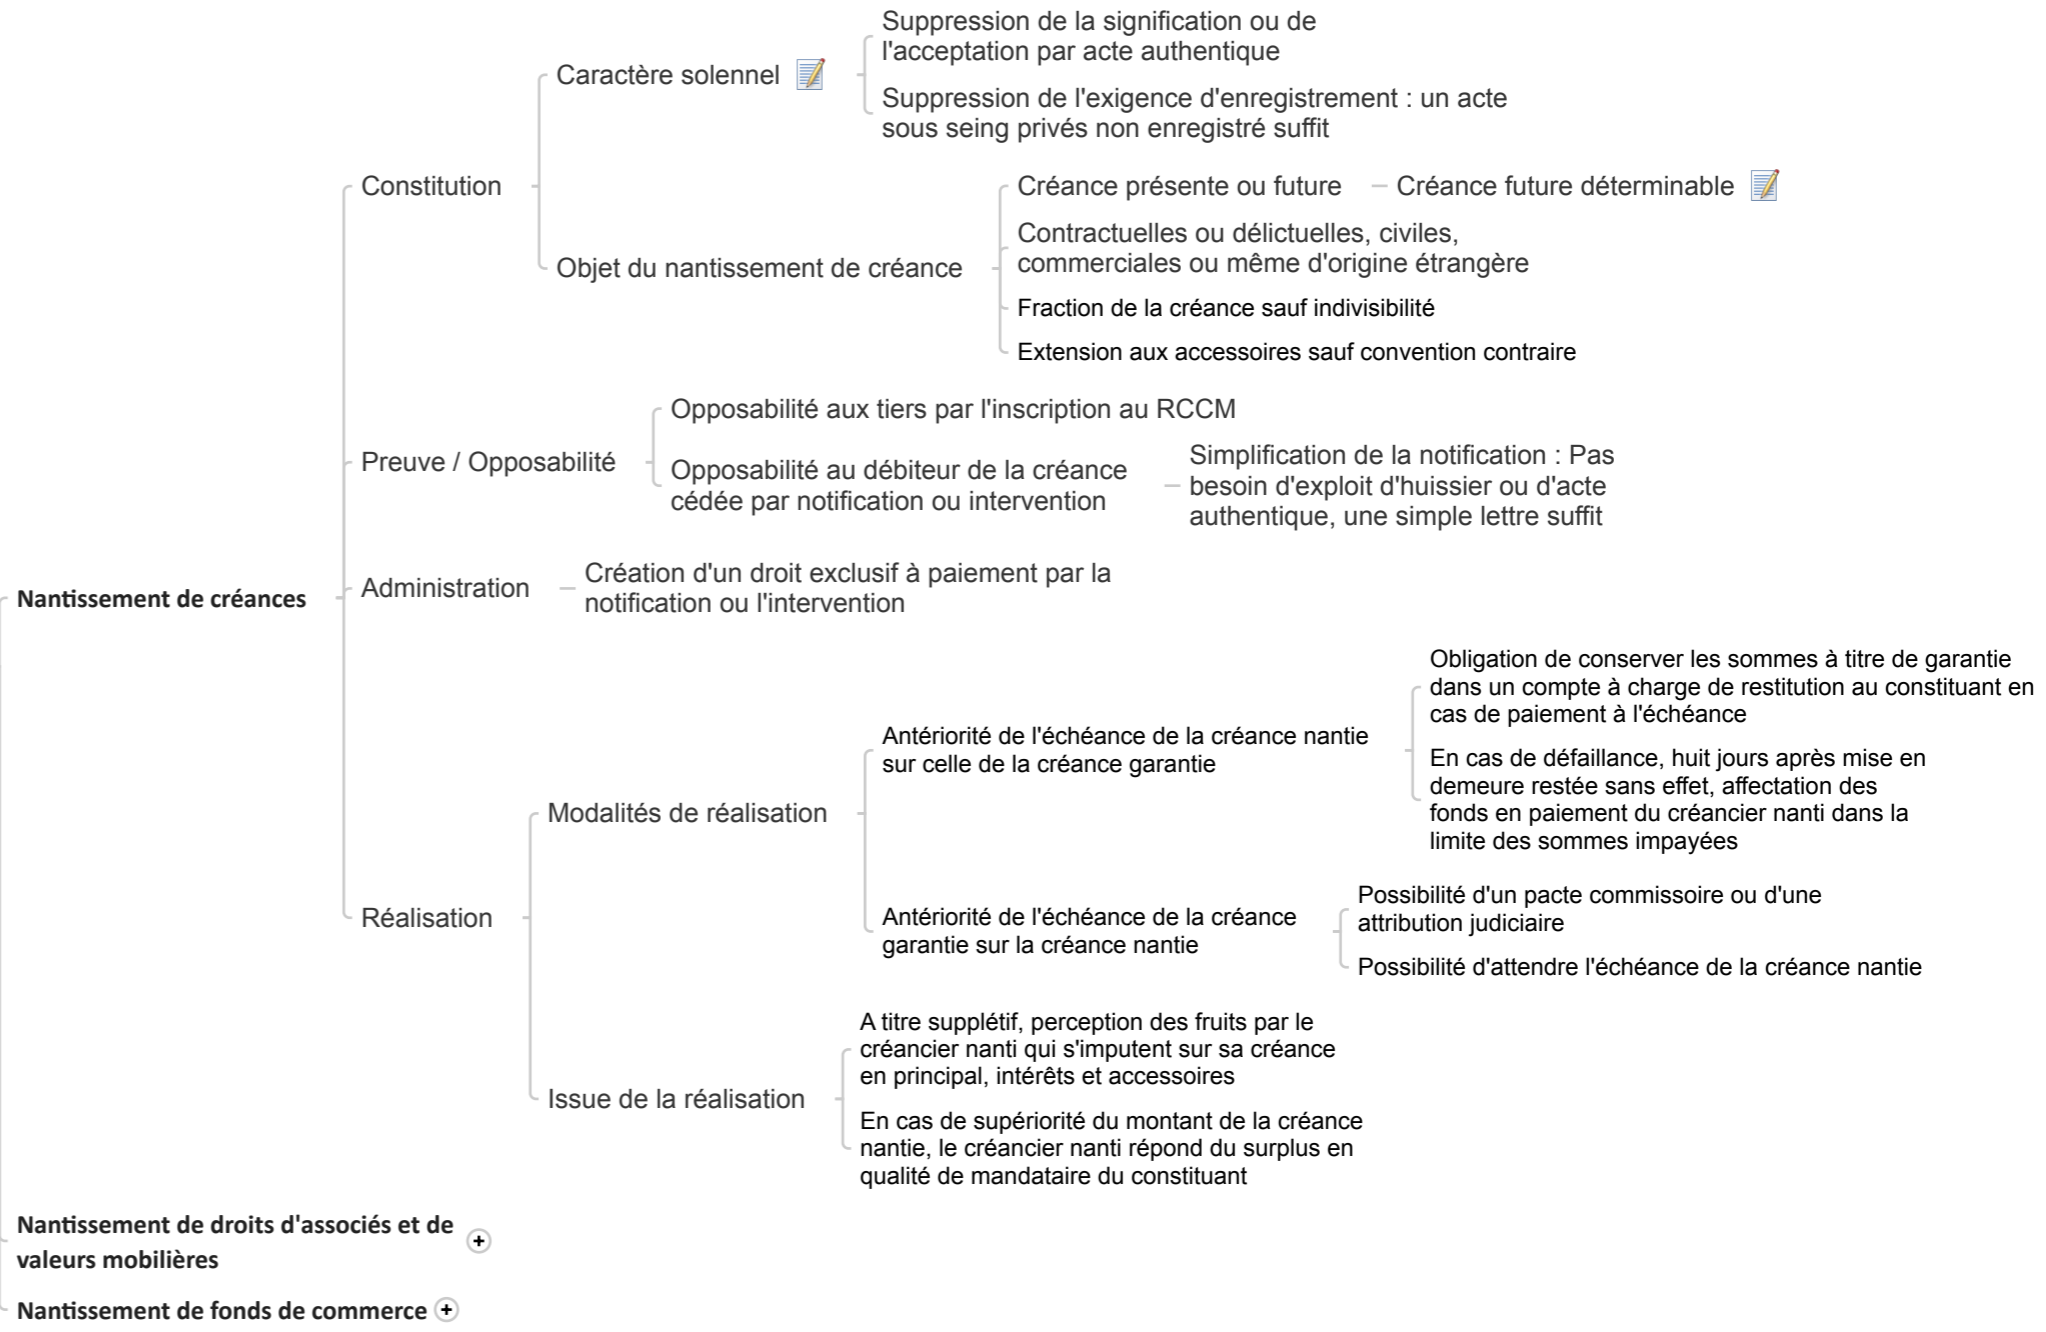 Nantissement de créances
Constitution
Caractère solennel
Suppression de la signification ou de
l'acceptation par acte authentique
Suppression de l'exigence d'enregistrement : un acte
sous seing privés non enregistré suffit
Objet du nantissement de créance
Créance présente ou future
Créance future déterminable
Contractuelles ou délictuelles, civiles,
commerciales ou même d'origine étrangère
Fraction de la créance sauf indivisibilité
Extension aux accessoires sauf convention contraire
Preuve / Opposabilité
Opposabilité aux tiers par l'inscription au RCCM
Opposabilité au débiteur de la créance
cédée par notification ou intervention
Simplification de la notification : Pas
besoin d'exploit d'huissier ou d'acte
authentique, une simple lettre suffit
Administration
Création d'un droit exclusif à paiement par la
notification ou l'intervention
Réalisation
Modalités de réalisation
Antériorité de l'échéance de la créance nantie
sur celle de la créance garantie
Obligation de conserver les sommes à titre de garantie
dans un compte à charge de restitution au constituant en
cas de paiement à l'échéance
En cas de défaillance, huit jours après mise en
demeure restée sans effet, affectation des
fonds en paiement du créancier nanti dans la
limite des sommes impayées
Antériorité de l'échéance de la créance
garantie sur la créance nantie
Possibilité d'un pacte commissoire ou d'une
attribution judiciaire
Possibilité d'attendre l'échéance de la créance nantie
Issue de la réalisation
A titre supplétif, perception des fruits par le
créancier nanti qui s'imputent sur sa créance
en principal, intérêts et accessoires
En cas de supériorité du montant de la créance
nantie, le créancier nanti répond du surplus en
qualité de mandataire du constituant
Nantissement de droits d'associés et de
valeurs mobilières
Nantissement de fonds de commerce